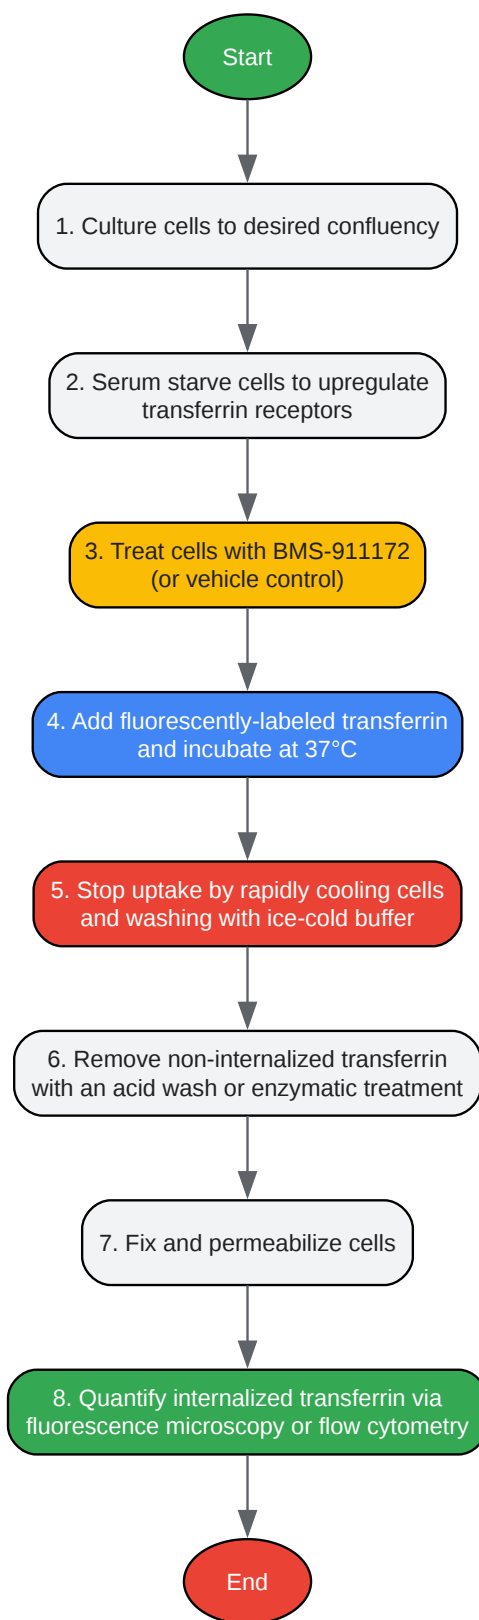 Start
1. Culture cells to desired confluency
2. Serum starve cells to upregulate
transferrin receptors
3. Treat cells with BMS-911172
(or vehicle control)
4. Add fluorescently-labeled transferrin
and incubate at 37°C
5. Stop uptake by rapidly cooling cells
and washing with ice-cold buffer
6. Remove non-internalized transferrin
with an acid wash or enzymatic treatment
7. Fix and permeabilize cells
8. Quantify internalized transferrin via
fluorescence microscopy or flow cytometry
End